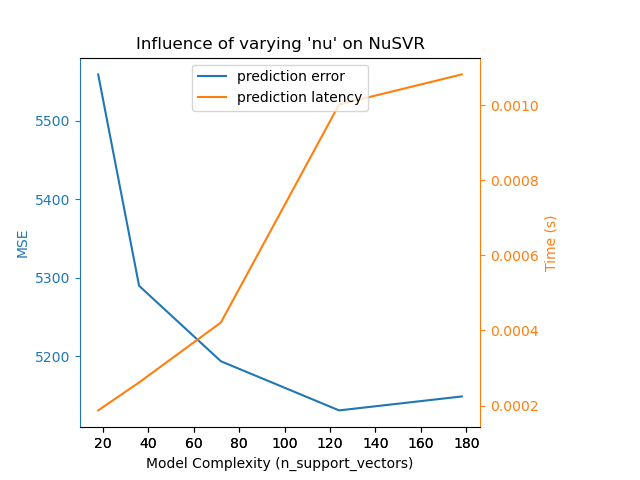 Influence of varying 'nu' on NuSVR
prediction error
prediction latency
MSE
5500
5400
5300
5200
0.0010
0.0008
0.0006
0.0004
0.0002
Time (s)
20 40 60 80 100 120 140 160 180
Model Complexity (n_support_vectors)